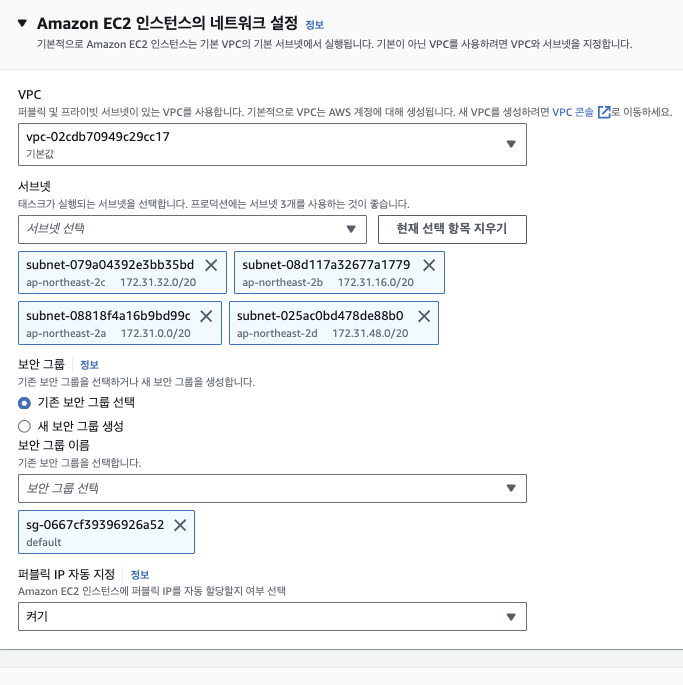 Amazon EC2 인스턴스의 네트워크 설정 정보
기본적으로 Amazon EC2 인스턴스는 기본 VPC의 기본 서브넷에서 실행됩니다. 기본이 아닌 VPC를 사용하려면 VPC와 서브넷을 지정합니다.
VPC
퍼블릭 및 프라이빗 서브넷이 있는 VPC를 사용합니다. 기본적으로 VPC는 AWS 계정에 대해 생성됩니다. 새 VPC를 생성하려면 VPC 콘솔로 이동하세요.
vpc-02cdb70949c29cc17
기본값
서브넷
태스크가 실행되는 서브넷을 선택합니다. 프로덕션에는 서브넷 3개를 사용하는 것이 좋습니다.
서브넷 선택 현재 선택 항목 지우기
subnet-079a04392e3bb35bd subnet-08d117a32677a1779
ap-northeast-2c 172.31.32.0/20 ap-northeast-2b 172.31.16.0/20
subnet-08818f4a16b9bd99c subnet-025ac0bd478de88b0
ap-northeast-2a 172.31.0.0/20 ap-northeast-2d 172.31.48.0/20
보안 그룹 정보
기존 보안 그룹을 선택하거나 새 보안 그룹을 생성합니다.
기존 보안 그룹 선택
새 보안 그룹 생성
보안 그룹 이름
기존 보안 그룹을 선택합니다.
보안 그룹 선택
sg-0667cf39396926a52
default
퍼블릭 IP 자동 지정 정보
Amazon EC2 인스턴스에 퍼블릭 IP를 자동 할당할지 여부 선택
켜기